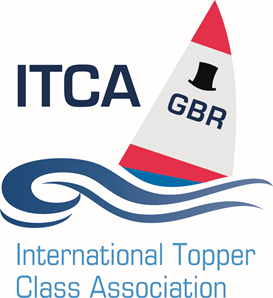 ITCA
GBR
International Topper
Class Association